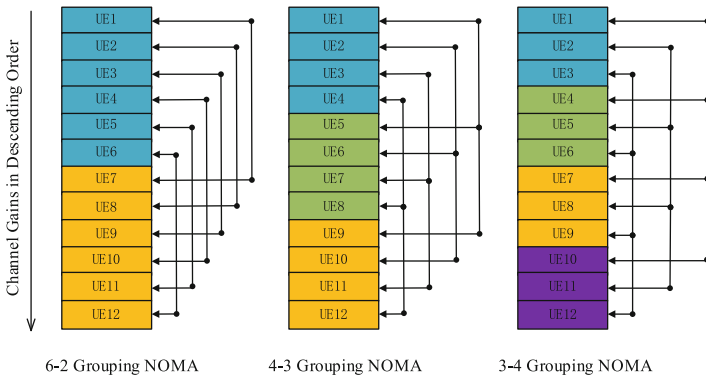 Channel Gains in Descending Order
UE1
UE2
UE3
UE4
UE5
UE6
UE7
UE8
UE9
UE10
UE11
UE12
6-2 Grouping NOMA
UE1
UE2
UE3
UE4
UE5
UE6
UE7
UE8
UE9
UE10
UE11
UE12
4-3 Grouping NOMA
UE1
UE2
UE3
UE4
UE5
UE6
UE7
UE8
UE9
UE10
UE11
UE12
3-4 Grouping NOMA